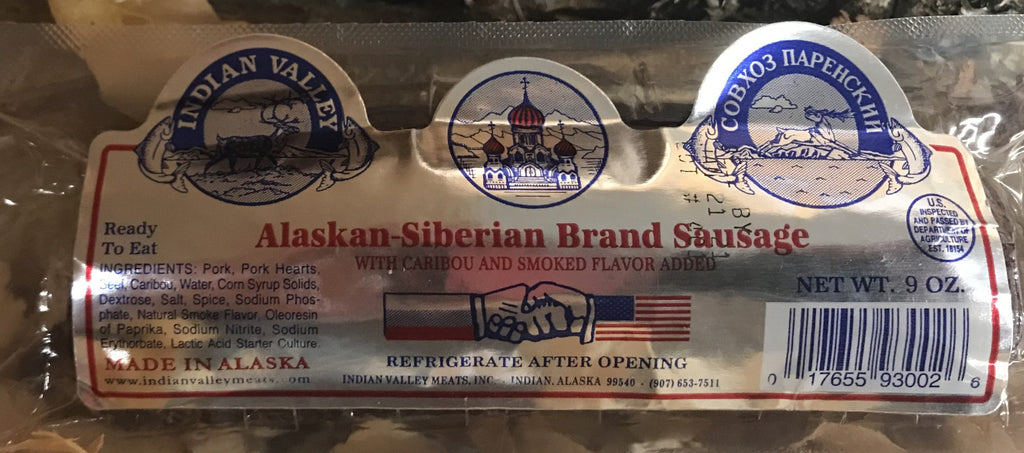 INDIAN VALLEY
СОВХОЗ ПАРЕНСКИЙ
Alaskan-Siberian Brand Sausage
WITH CARIBOU AND SMOKED FLAVOR ADDED
Ready
To Eat
INGREDIENTS: Pork, Pork Hearts,
Beef, Caribou, Water, Corn Syrup Solids,
Dextrose, Salt, Spice, Sodium Phos-
phate, Natural Smoke Flavor, Oleoresin
of Paprika, Sodium Nitrite, Sodium
Erythorbate, Lactic Acid Starter Culture.
MADE IN ALASKA
www.indianvalleymeats.com
REFRIGERATE AFTER OPENING
INDIAN VALLEY MEATS, INC. · INDIAN, ALASKA 99540 · (907) 653-7511
U.S.
INSPECTED
AND PASSED BY
DEPARTMENT OF
AGRICULTURE
EST. 18154
NET WT. 9 OZ.
0 17655 93002 6
BY
21
#